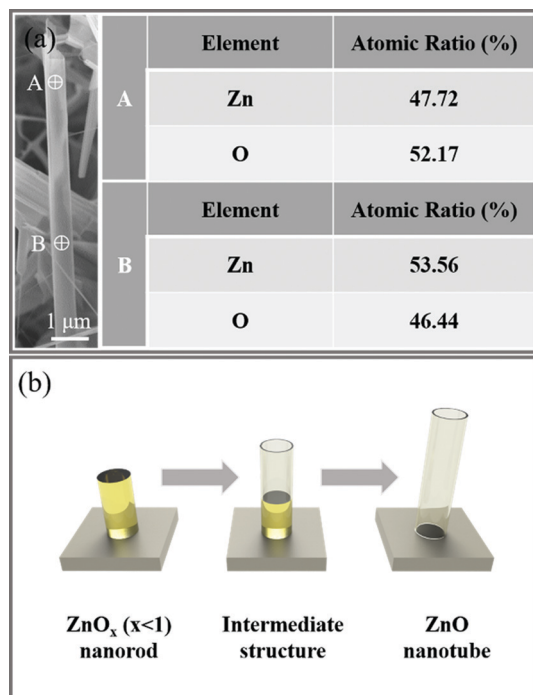 (a)
A
B
1 μm
A
Element Atomic Ratio (%)
Zn 47.72
O 52.17
B
Element Atomic Ratio (%)
Zn 53.56
O 46.44
(b)
ZnOₓ (x<1) nanorod
Intermediate structure
ZnO nanotube